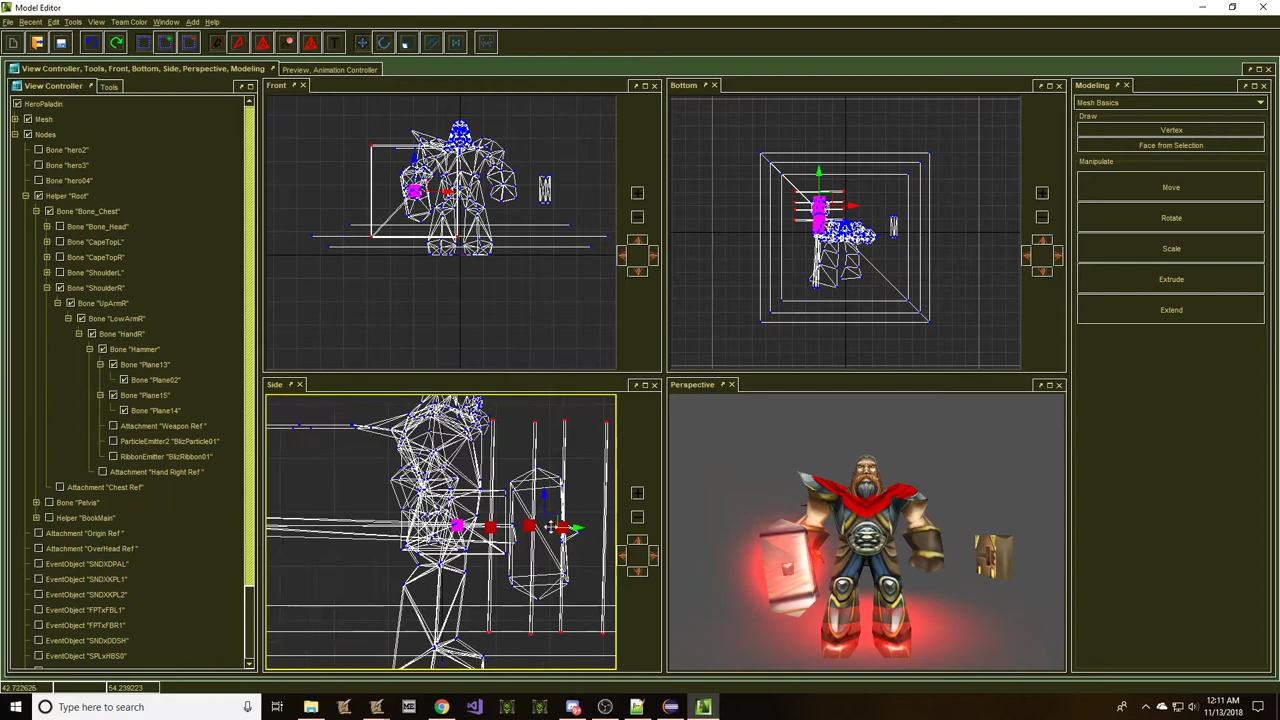 Model Editor
File Recent Edit Tools View Team Color Window Add Help
View Controller, Tools, Front, Bottom, Side, Perspective, Modeling
Preview, Animation Controller
View Controller
Tools
HeroPaladin
Mesh
Nodes
Bone "hero2"
Bone "hero3"
Bone "hero04"
Helper "Root"
Bone "Bone_Chest"
Bone "Bone_Head"
Bone "CapeTopL"
Bone "CapeTopR"
Bone "ShoulderL"
Bone "ShoulderR"
Bone "UpArmR"
Bone "LowArmR"
Bone "HandR"
Bone "Hammer"
Bone "Plane13"
Bone "Plane02"
Bone "Plane15"
Bone "Plane14"
Attachment "Weapon Ref "
ParticleEmitter2 "BlizParticle01"
RibbonEmitter "BlizRibbon01"
Attachment "Hand Right Ref "
Attachment "Chest Ref"
Bone "Pelvis"
Helper "BookMain"
Attachment "Origin Ref"
Attachment "OverHead Ref"
EventObject "SNDXDPAL"
EventObject "SNDXKPL1"
EventObject "SNDXKPL2"
EventObject "FPTxFBL1"
EventObject "FPTxFBR1"
EventObject "SNDxDDSH"
EventObject "SPLxHBS0"
42.722625
54.239223
Front
Bottom
Side
Perspective
Modeling
Mesh Basics
Draw
Vertex
Face from Selection
Manipulate
Move
Rotate
Scale
Extrude
Extend
Type here to search
12:11 AM
11/13/2018